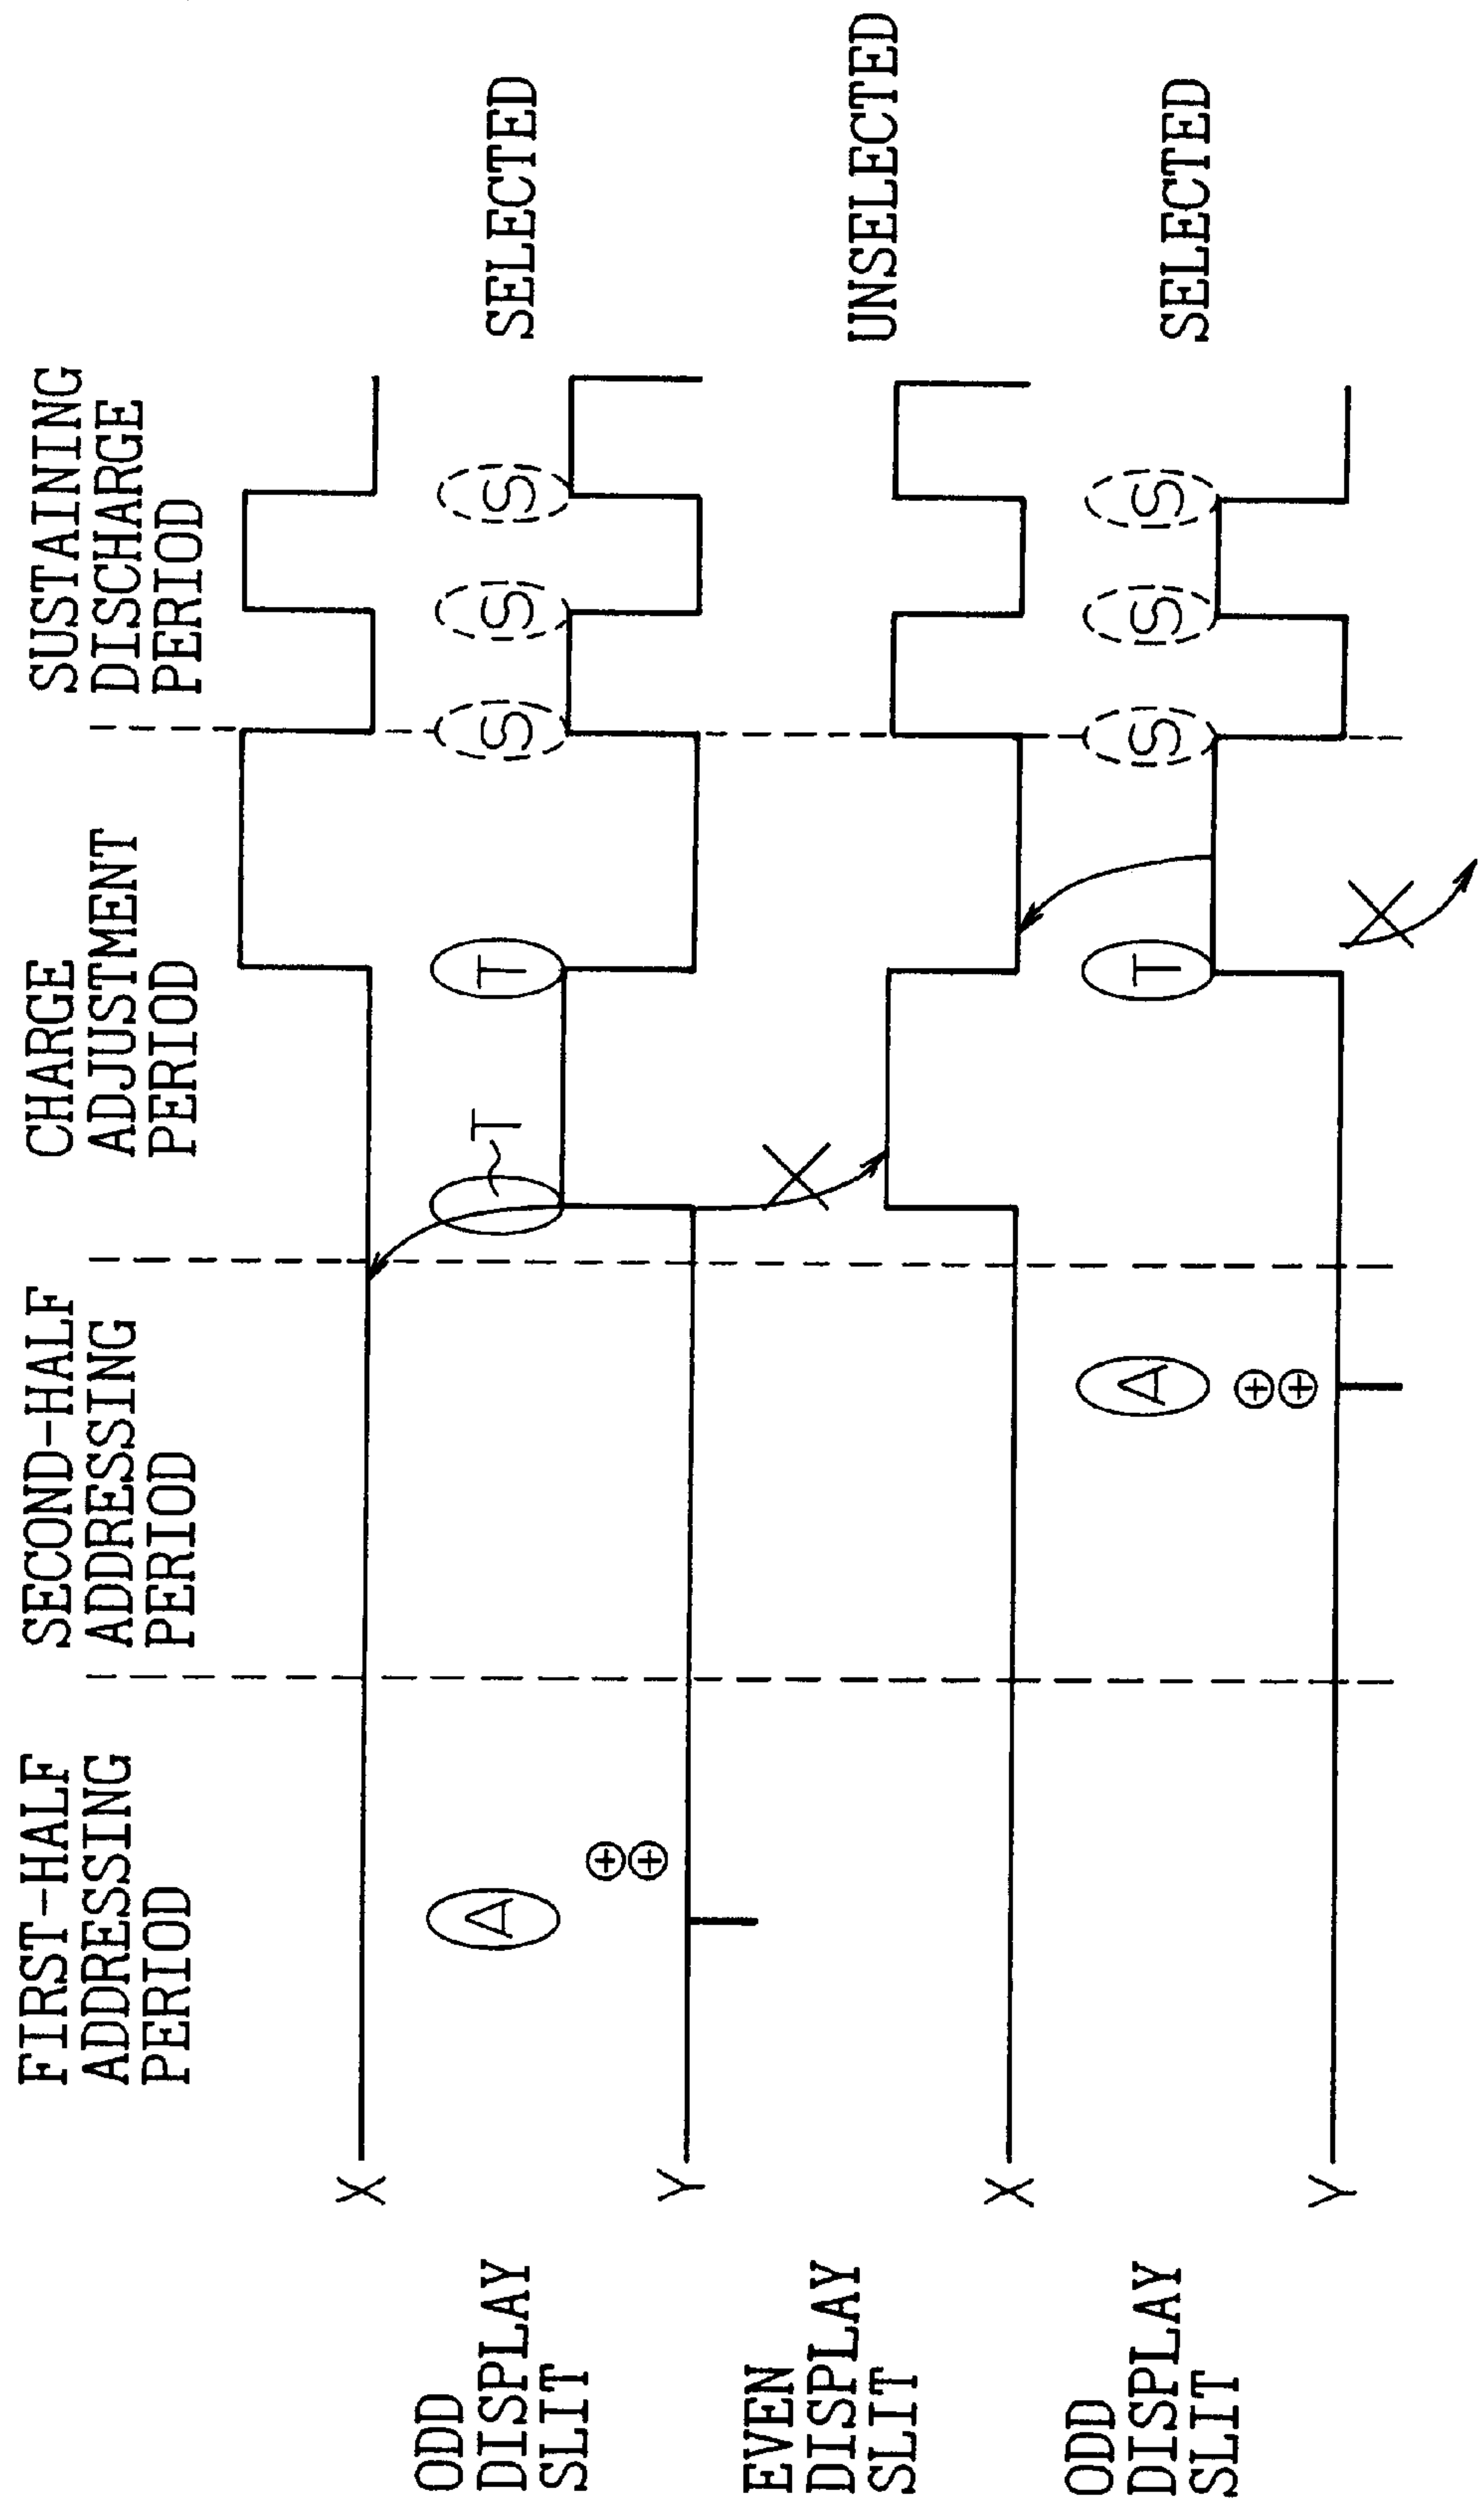 FIRST-HALF
ADDRESSING
PERIOD
SECOND-HALF
ADDRESSING
PERIOD
CHARGE
ADJUSTMENT
PERIOD
SUSTAINING
DISCHARGE
PERIOD
X
ODD
DISPLAY
SLIT
A
T
T
S
S
S
SELECTED
Y
EVEN
DISPLAY
SLIT
UNSELECTED
X
ODD
DISPLAY
SLIT
A
T
S
S
S
SELECTED
Y